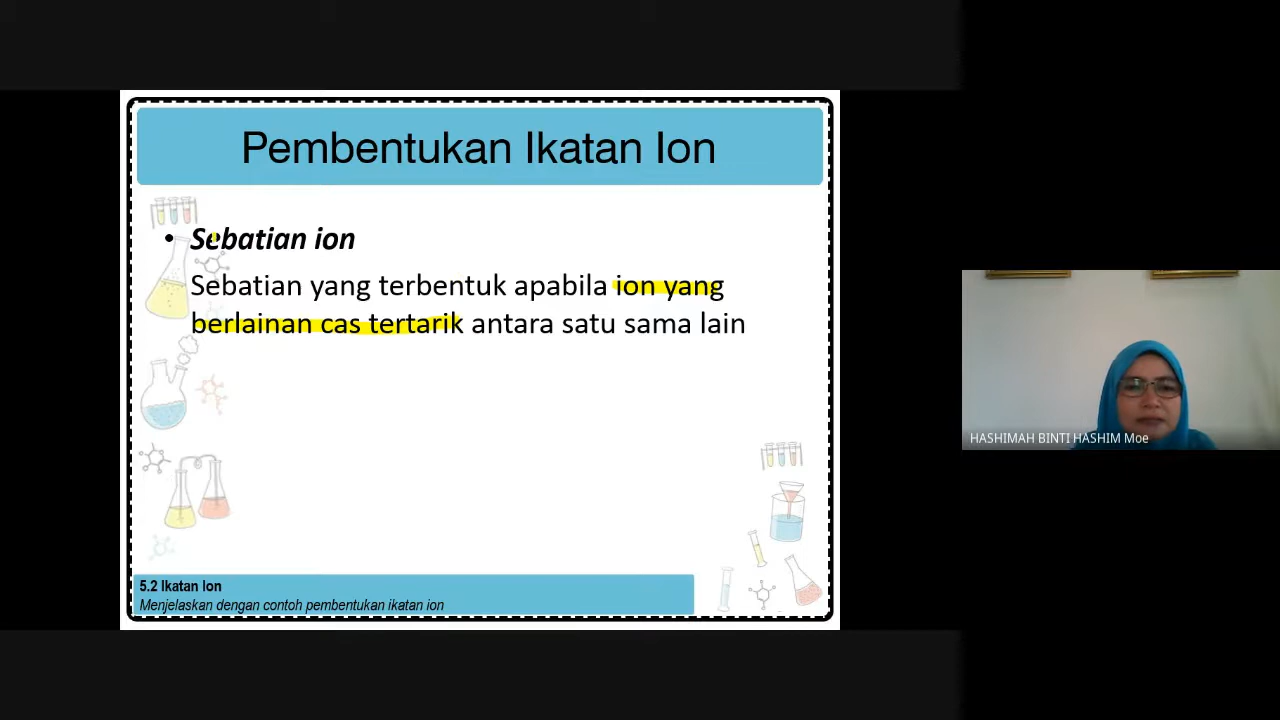 Pembentukan Ikatan Ion
• Sebatian ion
Sebatian yang terbentuk apabila ion yang
berlainan cas tertarik antara satu sama lain
5.2 Ikatan Ion
Menjelaskan dengan contoh pembentukan ikatan ion
HASHIMAH BINTI HASHIM Moe